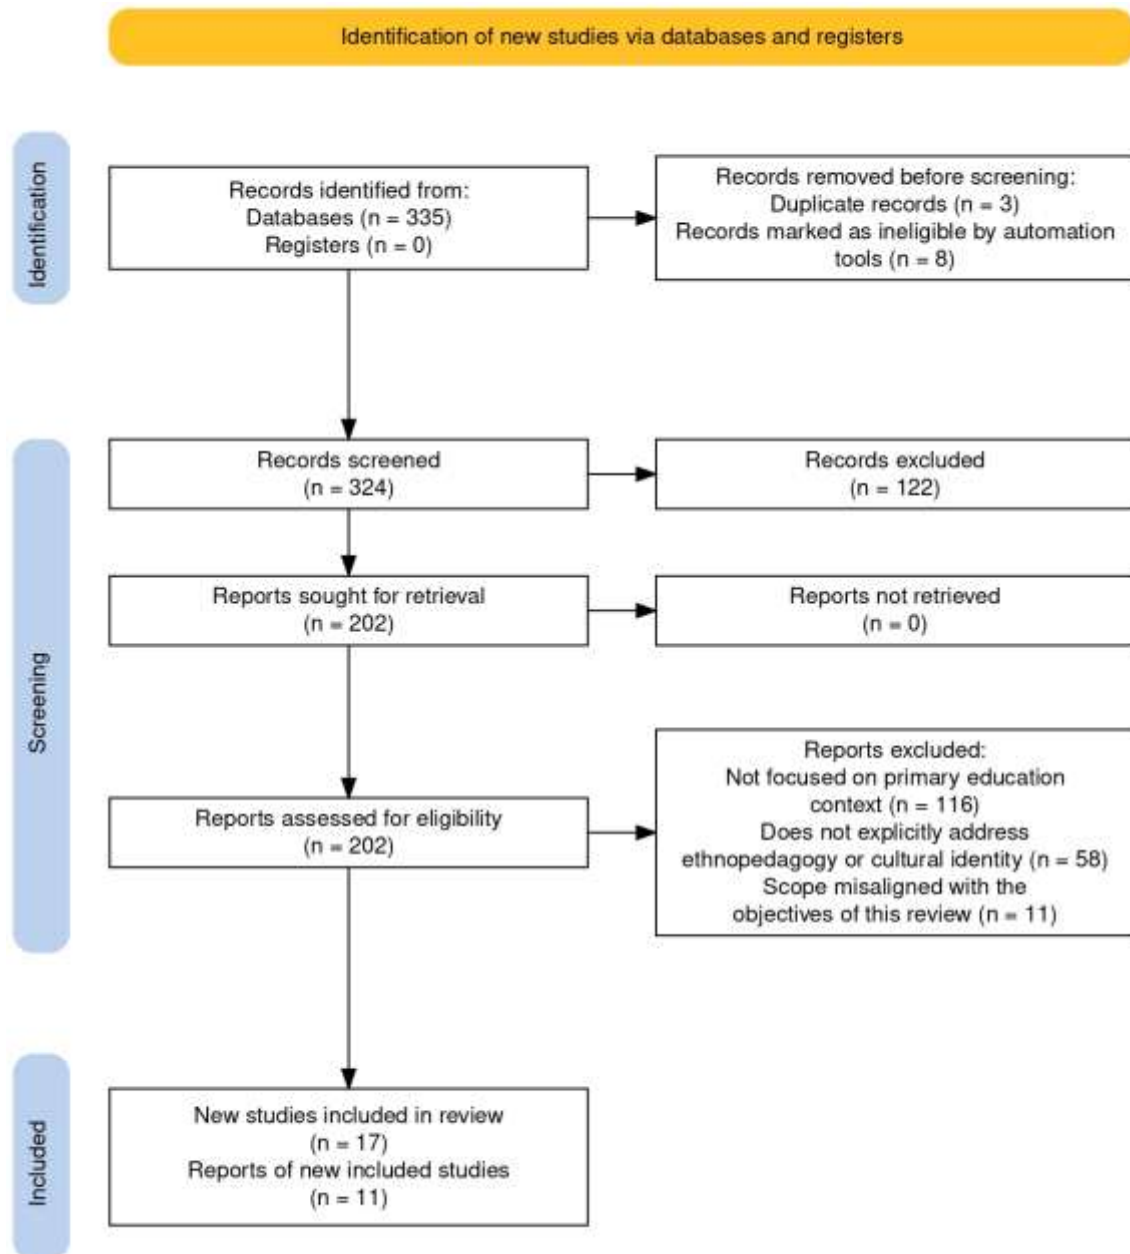 Identification of new studies via databases and registers
Identification
Records identified from:
Databases (n = 335)
Registers (n = 0)
Records removed before screening:
Duplicate records (n = 3)
Records marked as ineligible by automation
tools (n = 8)
Screening
Records screened
(n = 324)
Records excluded
(n = 122)
Reports sought for retrieval
(n = 202)
Reports not retrieved
(n = 0)
Reports assessed for eligibility
(n = 202)
Reports excluded:
Not focused on primary education
context (n = 116)
Does not explicitly address
ethnopedagogy or cultural identity (n = 58)
Scope misaligned with the
objectives of this review (n = 11)
Included
New studies included in review
(n = 17)
Reports of new included studies
(n = 11)